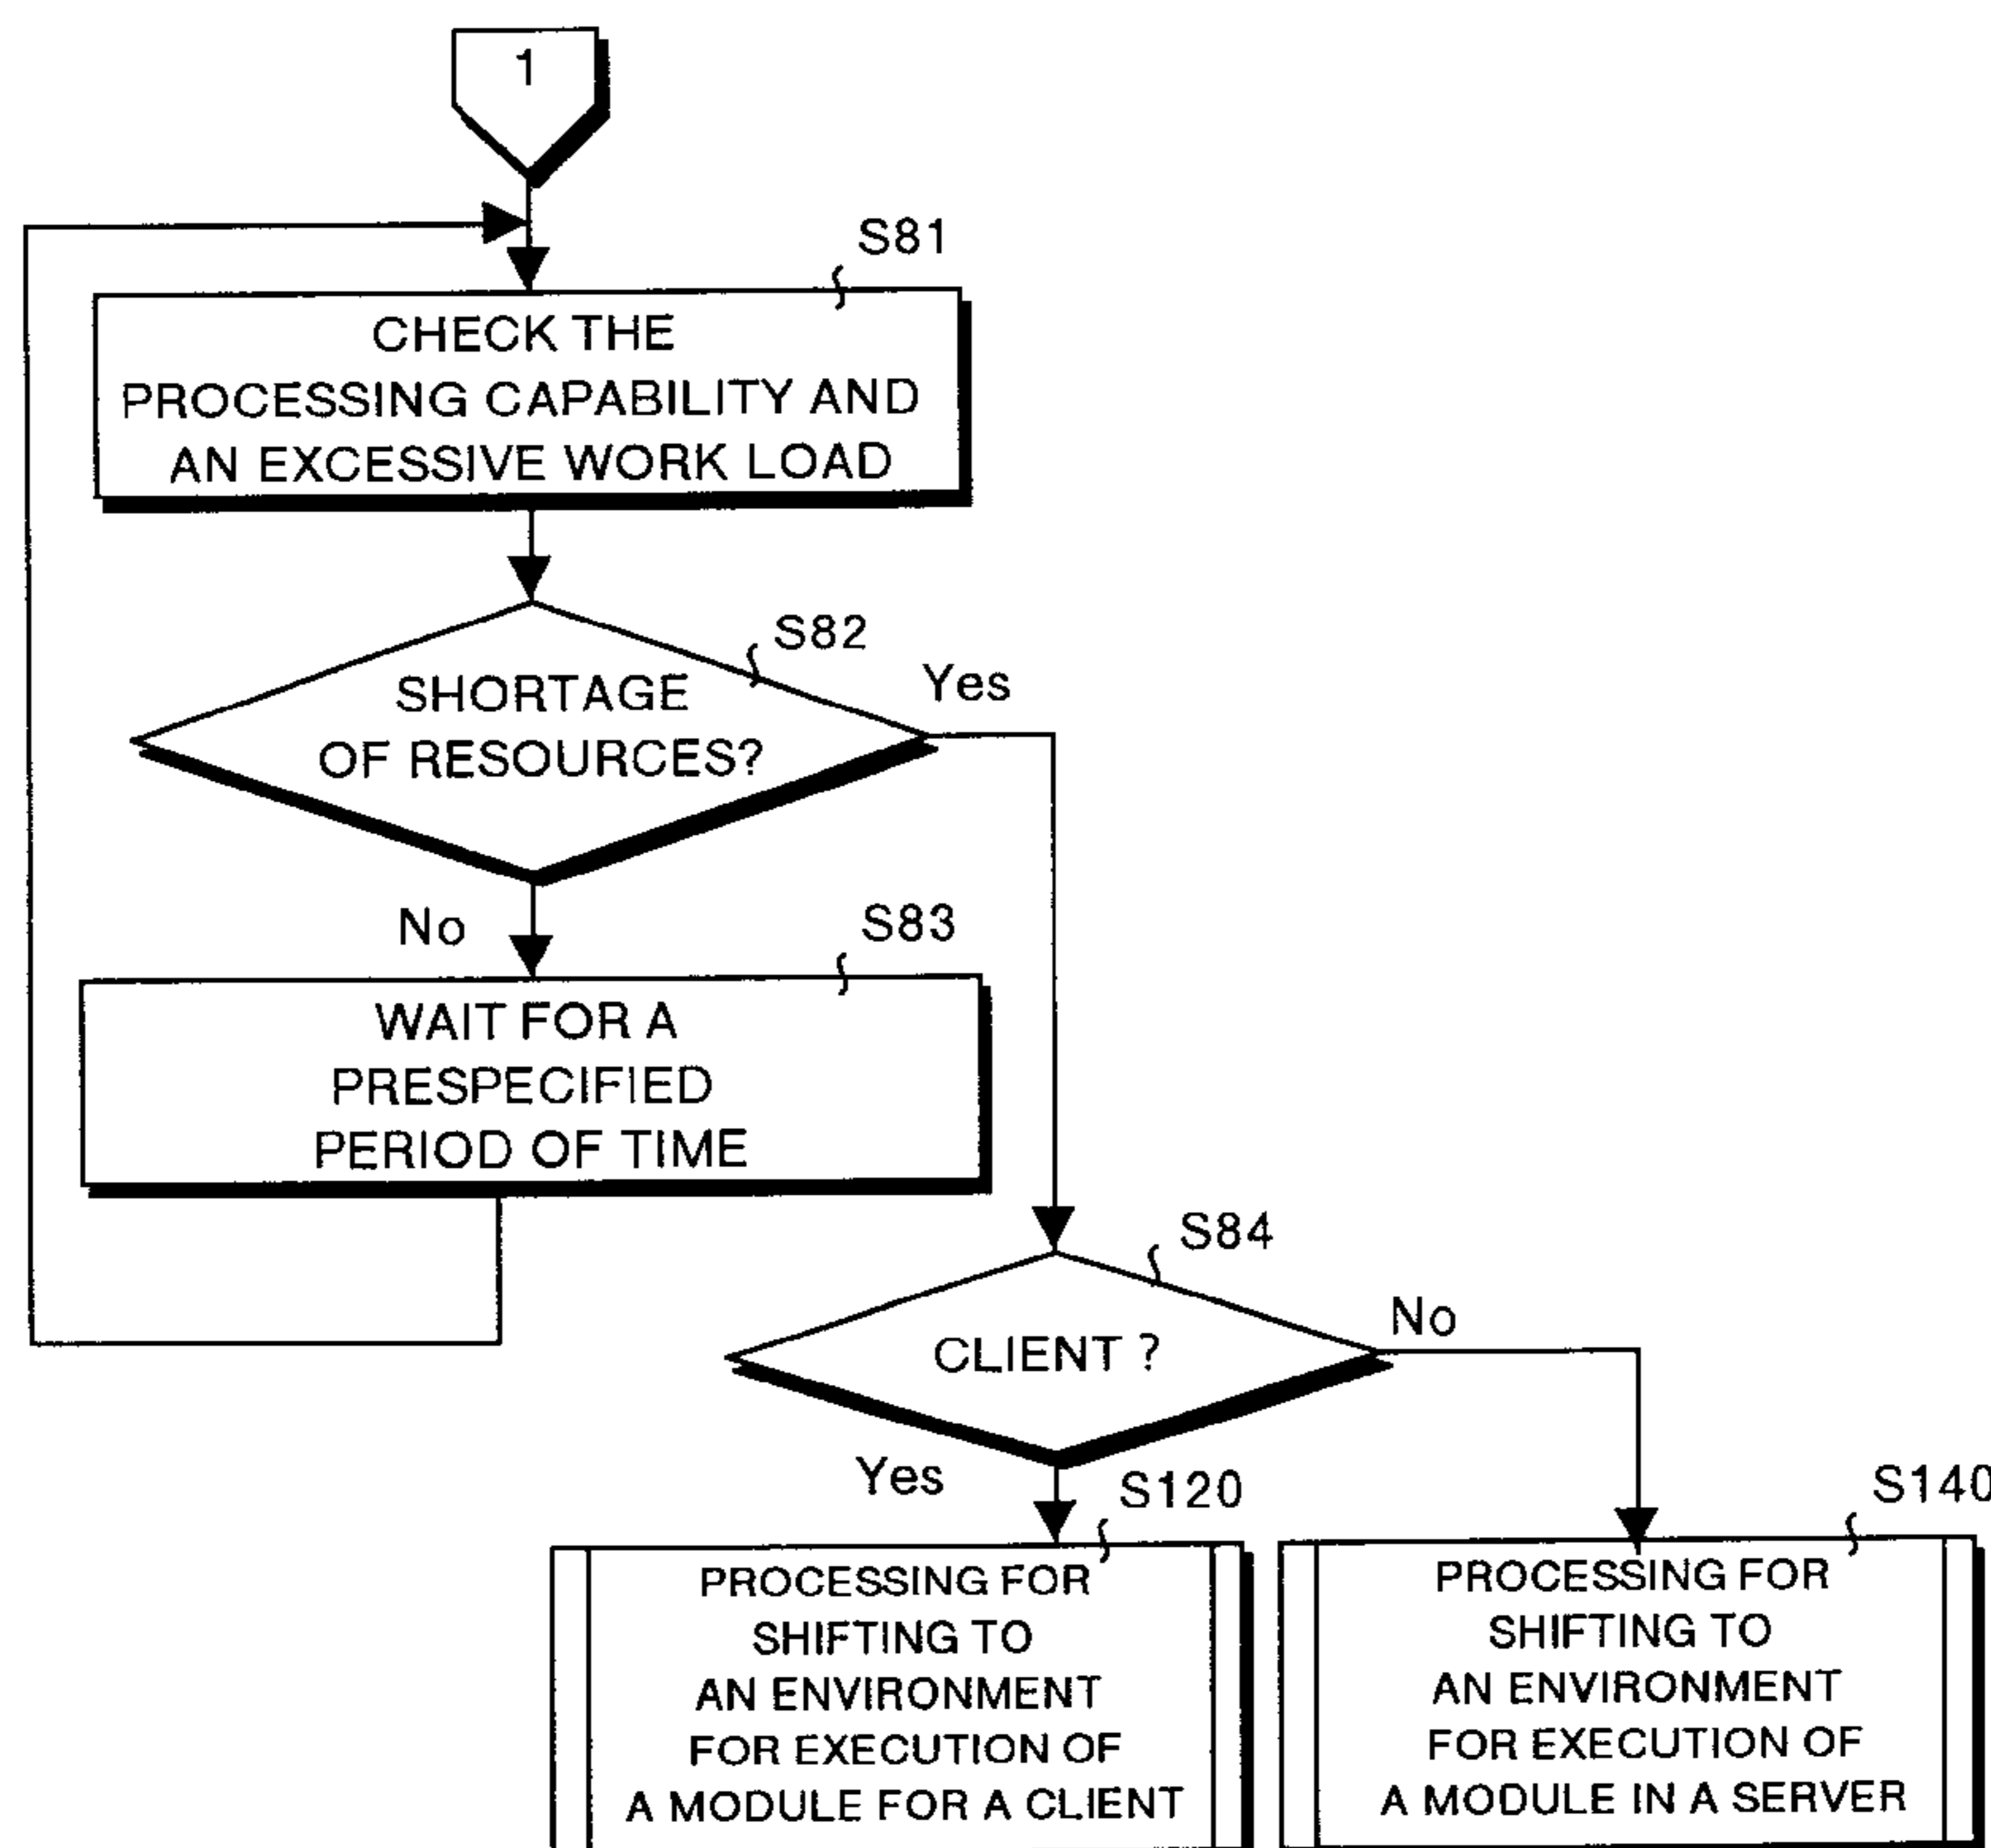 1
S81
CHECK THE
PROCESSING CAPABILITY AND
AN EXCESSIVE WORK LOAD
S82
Yes
SHORTAGE
OF RESOURCES?
No
S83
WAIT FOR A
PRESPECIFIED
PERIOD OF TIME
S84
No
CLIENT ?
Yes
S120
S140
PROCESSING FOR
SHIFTING TO
AN ENVIRONMENT
FOR EXECUTION OF
A MODULE FOR A CLIENT
PROCESSING FOR
SHIFTING TO
AN ENVIRONMENT
FOR EXECUTION OF
A MODULE IN A SERVER